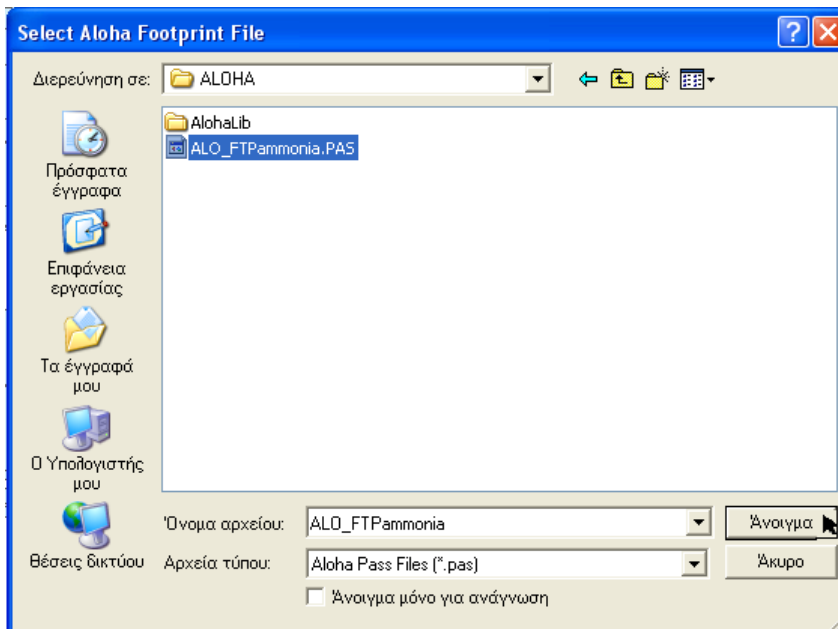 Select Aloha Footprint File
Διερεύνηση σε:
ALOHA
AlohaLib
ALO_FTPammonia.PAS
Πρόσφατα
έγγραφα
Επιφάνεια
εργασίας
Τα έγγραφά
μου
Ο Υπολογιστής
μου
Θέσεις δικτύου
Όνομα αρχείου:
ALO_FTPammonia
Άνοιγμα
Αρχεία τύπου:
Aloha Pass Files (*.pas)
Άκυρο
Άνοιγμα μόνο για ανάγνωση